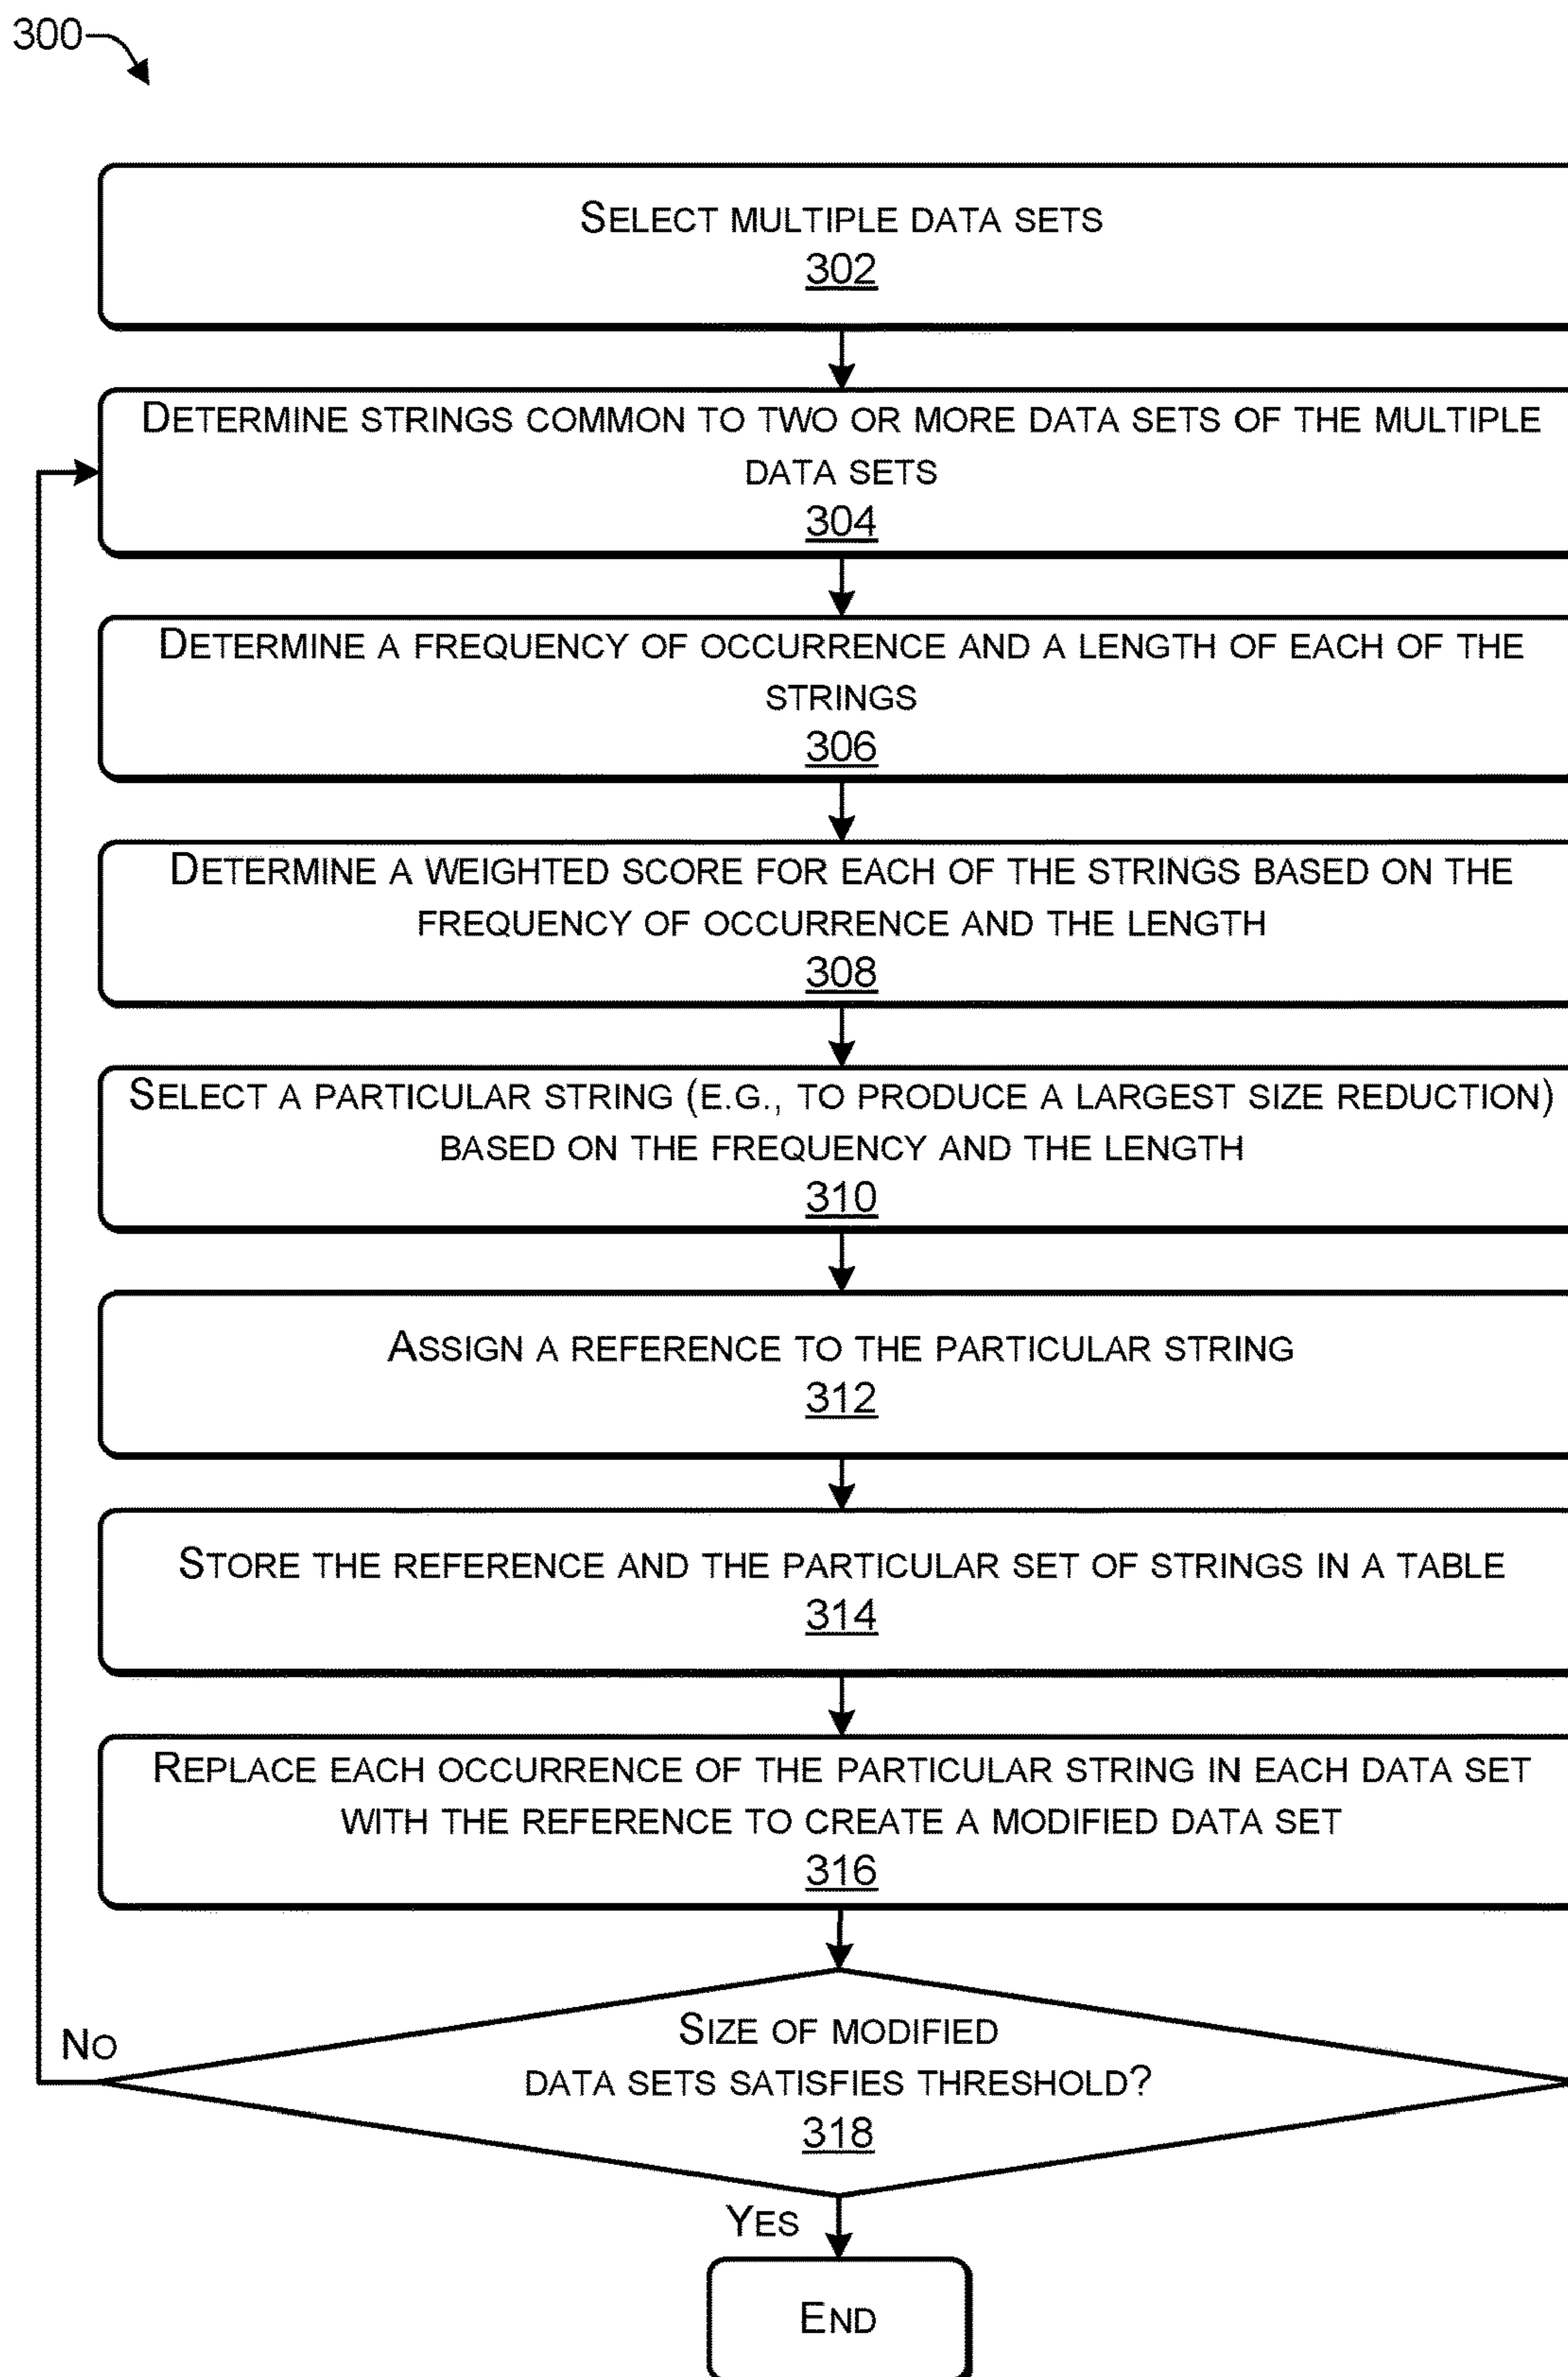 300
SELECT MULTIPLE DATA SETS
302
DETERMINE STRINGS COMMON TO TWO OR MORE DATA SETS OF THE MULTIPLE
DATA SETS
304
DETERMINE A FREQUENCY OF OCCURRENCE AND A LENGTH OF EACH OF THE
STRINGS
306
DETERMINE A WEIGHTED SCORE FOR EACH OF THE STRINGS BASED ON THE
FREQUENCY OF OCCURRENCE AND THE LENGTH
308
SELECT A PARTICULAR STRING (E.G., TO PRODUCE A LARGEST SIZE REDUCTION)
BASED ON THE FREQUENCY AND THE LENGTH
310
ASSIGN A REFERENCE TO THE PARTICULAR STRING
312
STORE THE REFERENCE AND THE PARTICULAR SET OF STRINGS IN A TABLE
314
REPLACE EACH OCCURRENCE OF THE PARTICULAR STRING IN EACH DATA SET
WITH THE REFERENCE TO CREATE A MODIFIED DATA SET
316
SIZE OF MODIFIED
DATA SETS SATISFIES THRESHOLD?
318
NO
YES
END